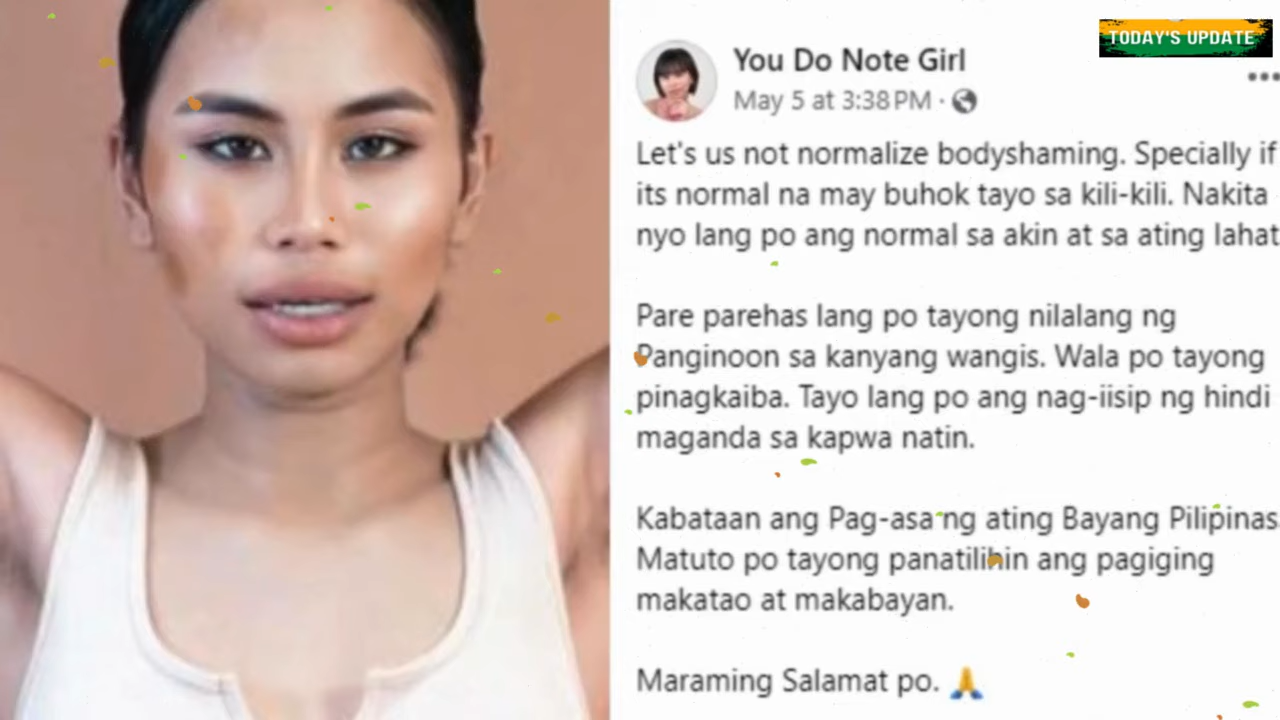 TODAY'S UPDATE
You Do Note Girl
May 5 at 3:38 PM ·
Let's us not normalize bodyshaming. Specially if
its normal na may buhok tayo sa kili-kili. Nakita
nyo lang po ang normal sa akin at sa ating lahat
Pare parehas lang po tayong nilalang ng
Panginoon sa kanyang wangis. Wala po tayong
pinagkaiba. Tayo lang po ang nag-iisip ng hindi
maganda sa kapwa natin.
Kabataan ang Pag-asa ng ating Bayang Pilipinas
Matuto po tayong panatilihin ang pagiging
makatao at makabayan.
Maraming Salamat po. 🙏